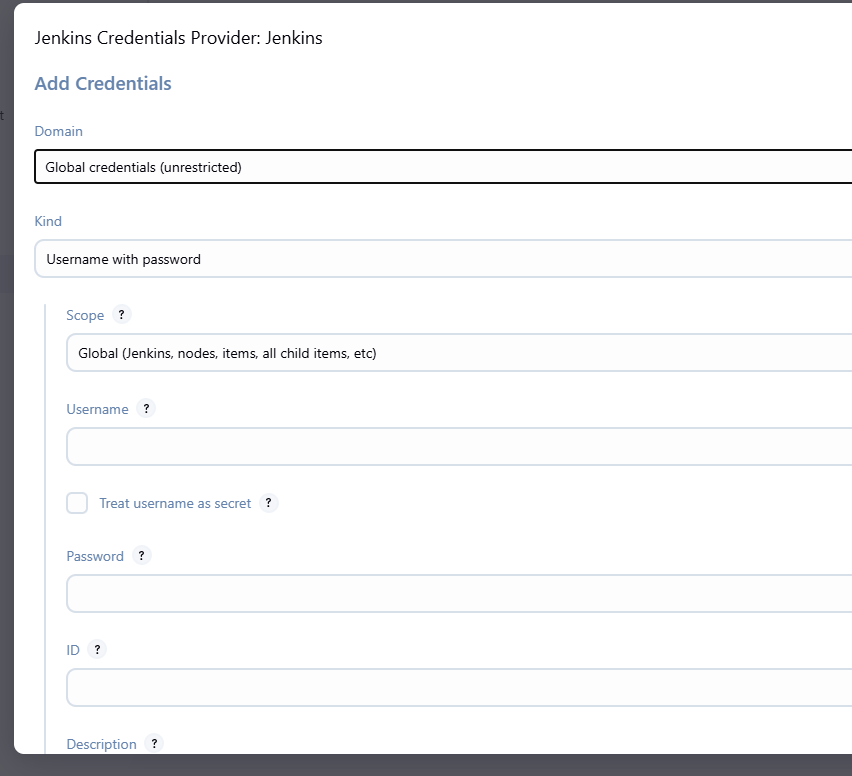 Jenkins Credentials Provider: Jenkins
Add Credentials
t
Domain
Global credentials (unrestricted)
Kind
Username with password
Scope ?
Global (Jenkins, nodes, items, all child items, etc)
Username ?
Treat username as secret ?
Password ?
ID ?
Description ?